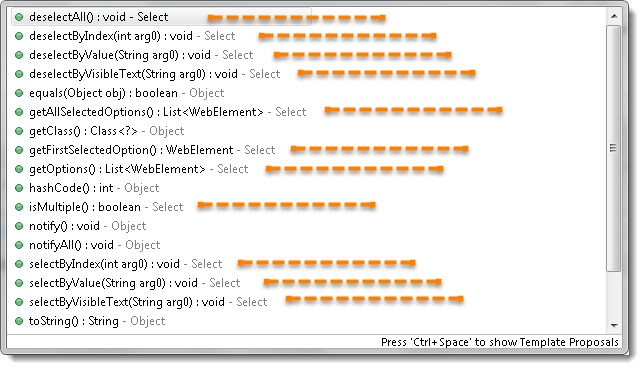 deselectAll() : void - Select
deselectByIndex(int arg0) : void - Select
deselectByValue(String arg0) : void - Select
deselectByVisibleText(String arg0) : void - Select
equals(Object obj) : boolean - Object
getAllSelectedOptions() : List<WebElement> - Select
getClass() : Class<?> - Object
getFirstSelectedOption() : WebElement - Select
getOptions() : List<WebElement> - Select
hashCode() : int - Object
isMultiple() : boolean - Select
notify() : void - Object
notifyAll() : void - Object
selectByIndex(int arg0) : void - Select
selectByValue(String arg0) : void - Select
selectByVisibleText(String arg0) : void - Select
toString() : String - Object
Press 'Ctrl+Space' to show Template Proposals